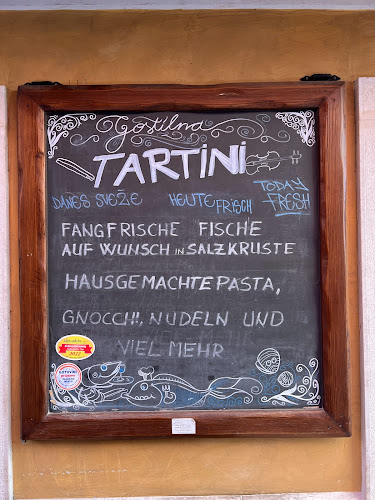 Gostilna
TARTINI
DANES SVEŽE HEUTE FRISCH TODAY FRESH
FANGFRISCHE FISCHE
AUF WUNSCH IN SALZKRUSTE
HAUSGEMACHTE PASTA,
GNOCCHI, NUDELN UND
VIEL MEHR